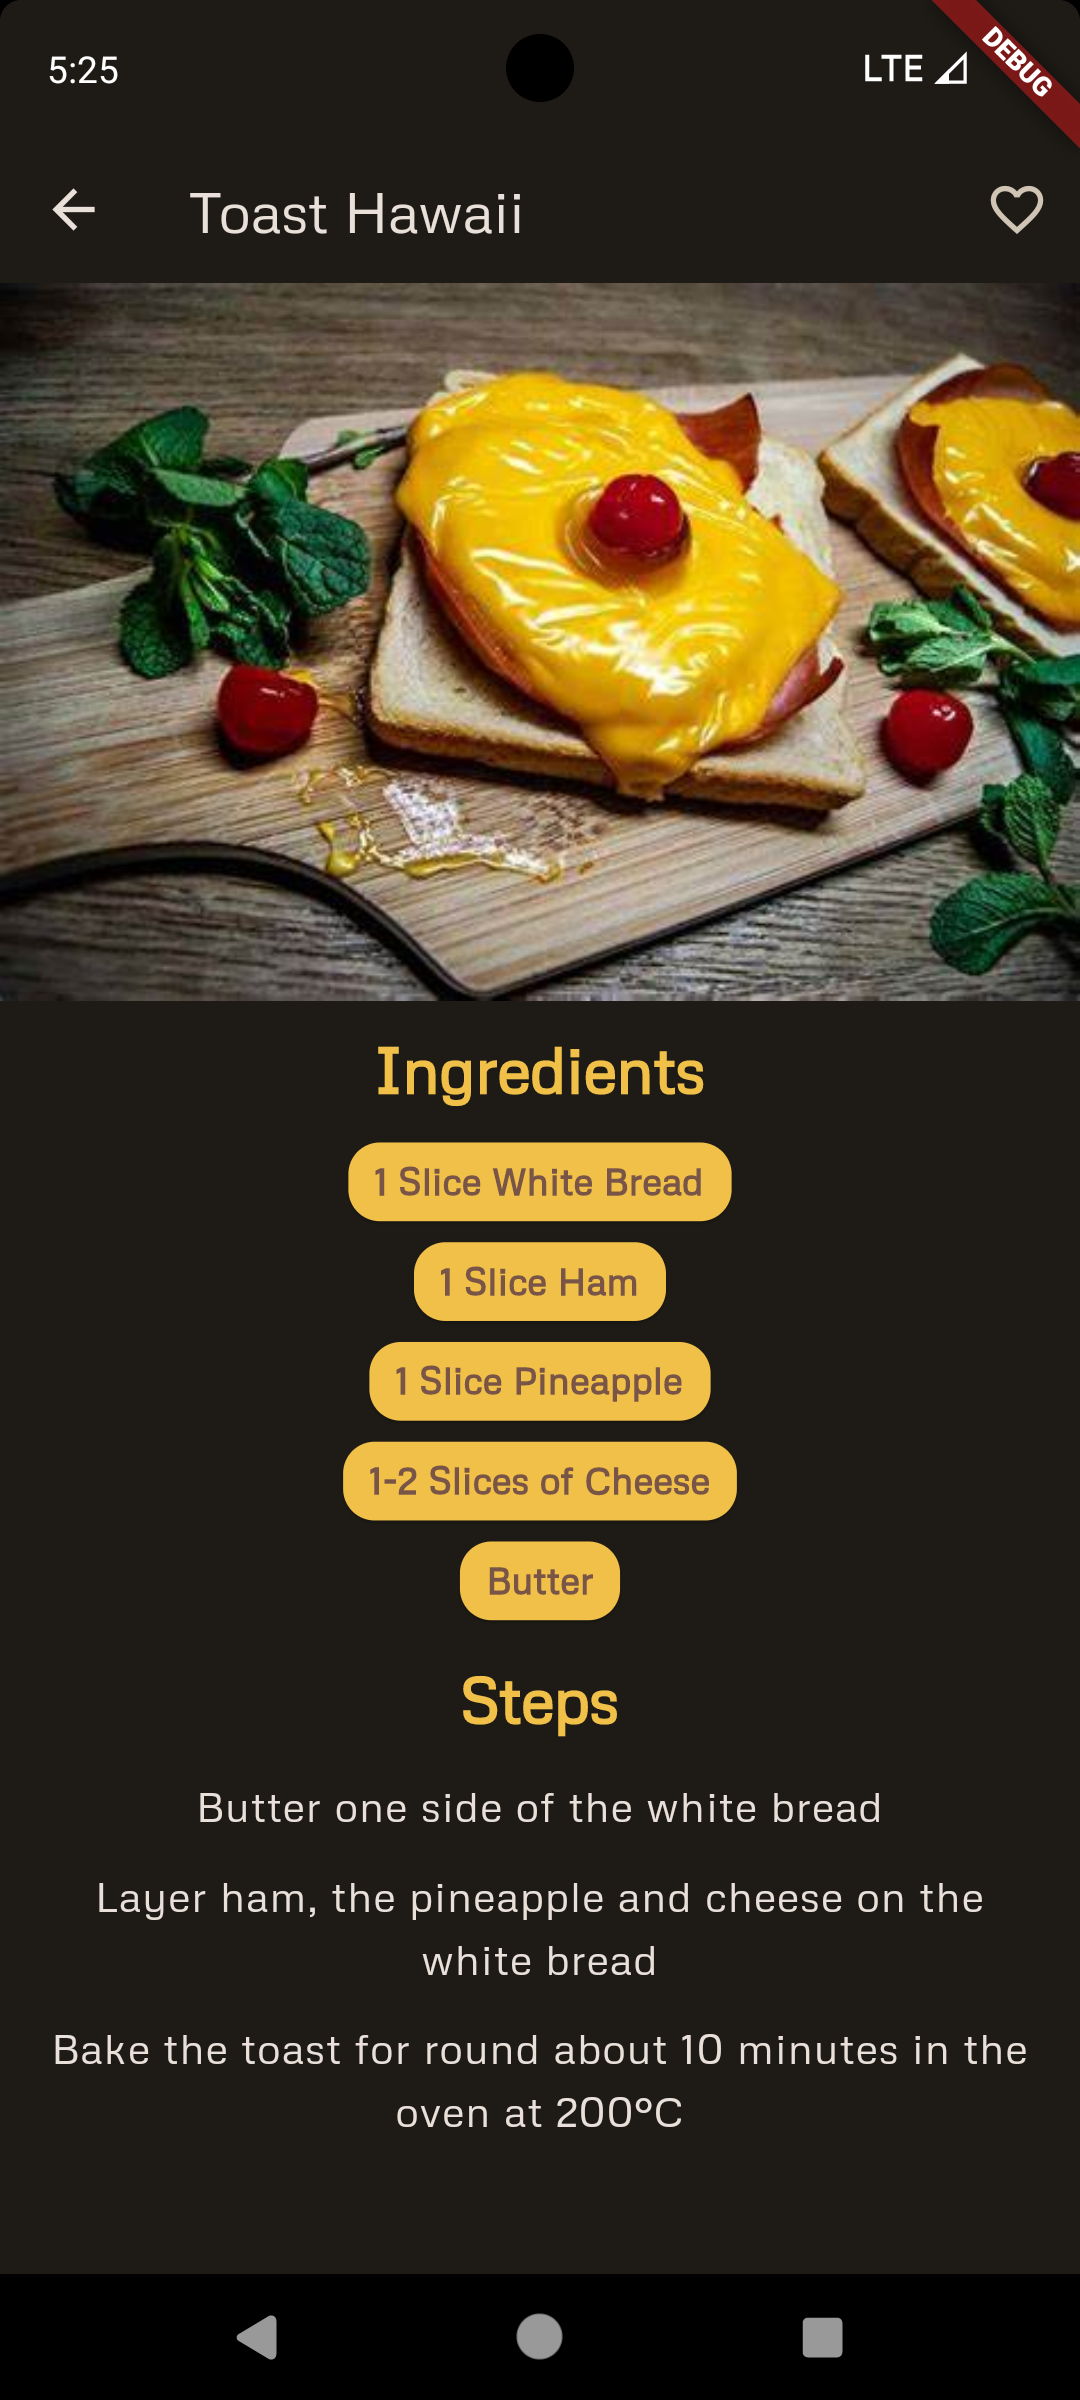 5:25
LTE
DEBUG
Toast Hawaii
Ingredients
1 Slice White Bread
1 Slice Ham
1 Slice Pineapple
1-2 Slices of Cheese
Butter
Steps
Butter one side of the white bread
Layer ham, the pineapple and cheese on the
white bread
Bake the toast for round about 10 minutes in the
oven at 200°C